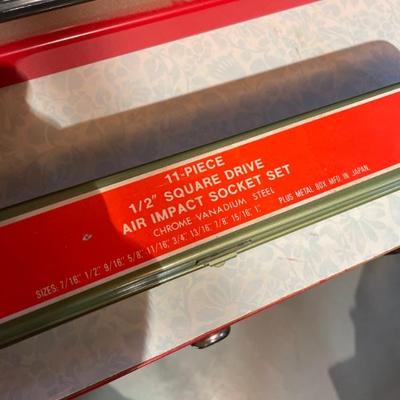 11-PIECE
1/2" SQUARE DRIVE
AIR IMPACT SOCKET SET
CHROME VANADIUM STEEL
SIZES: 7/16", 1/2", 9/16", 5/8", 11/16", 3/4", 13/16", 7/8", 15/16", 1" PLUS METAL BOX MFD. IN JAPAN.